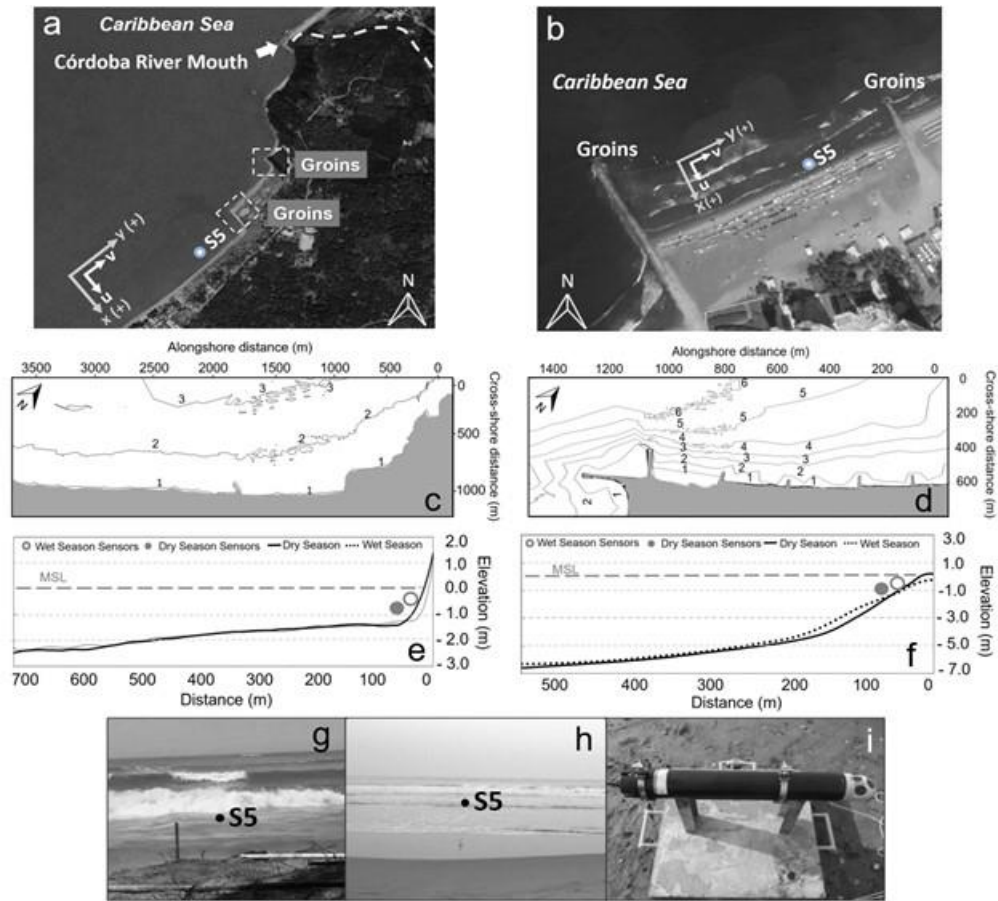 a
Caribbean Sea
Córdoba River Mouth
Groins
Groins
S5
y (+)
v
u
x (+)
N
b
Caribbean Sea
Groins
Groins
y (+)
v
S5
u
x (+)
N
Alongshore distance (m)
3500 3000 2500 2000 1500 1000 500 0
N
3 3 3
2 2 2
1 1 1
0
500
1000
Cross-shore distance (m)
c
Alongshore distance (m)
1400 1200 1000 800 600 400 200 0
N
6 5 5
6
5
4 4
3 3
2 2
1 1
1
2
0
200
400
600
Cross-shore distance (m)
d
Wet Season Sensors Dry Season Sensors Dry Season Wet Season
MSL
2.0
1.0
0.0
- 1.0
- 2.0
- 3.0
Elevation (m)
e
700 600 500 400 300 200 100 0
Distance (m)
Wet Season Sensors Dry Season Sensors Dry Season Wet Season
MSL
3.0
1.0
- 1.0
- 3.0
- 5.0
- 7.0
Elevation (m)
f
500 400 300 200 100 0
Distance (m)
g
S5
h
S5
i